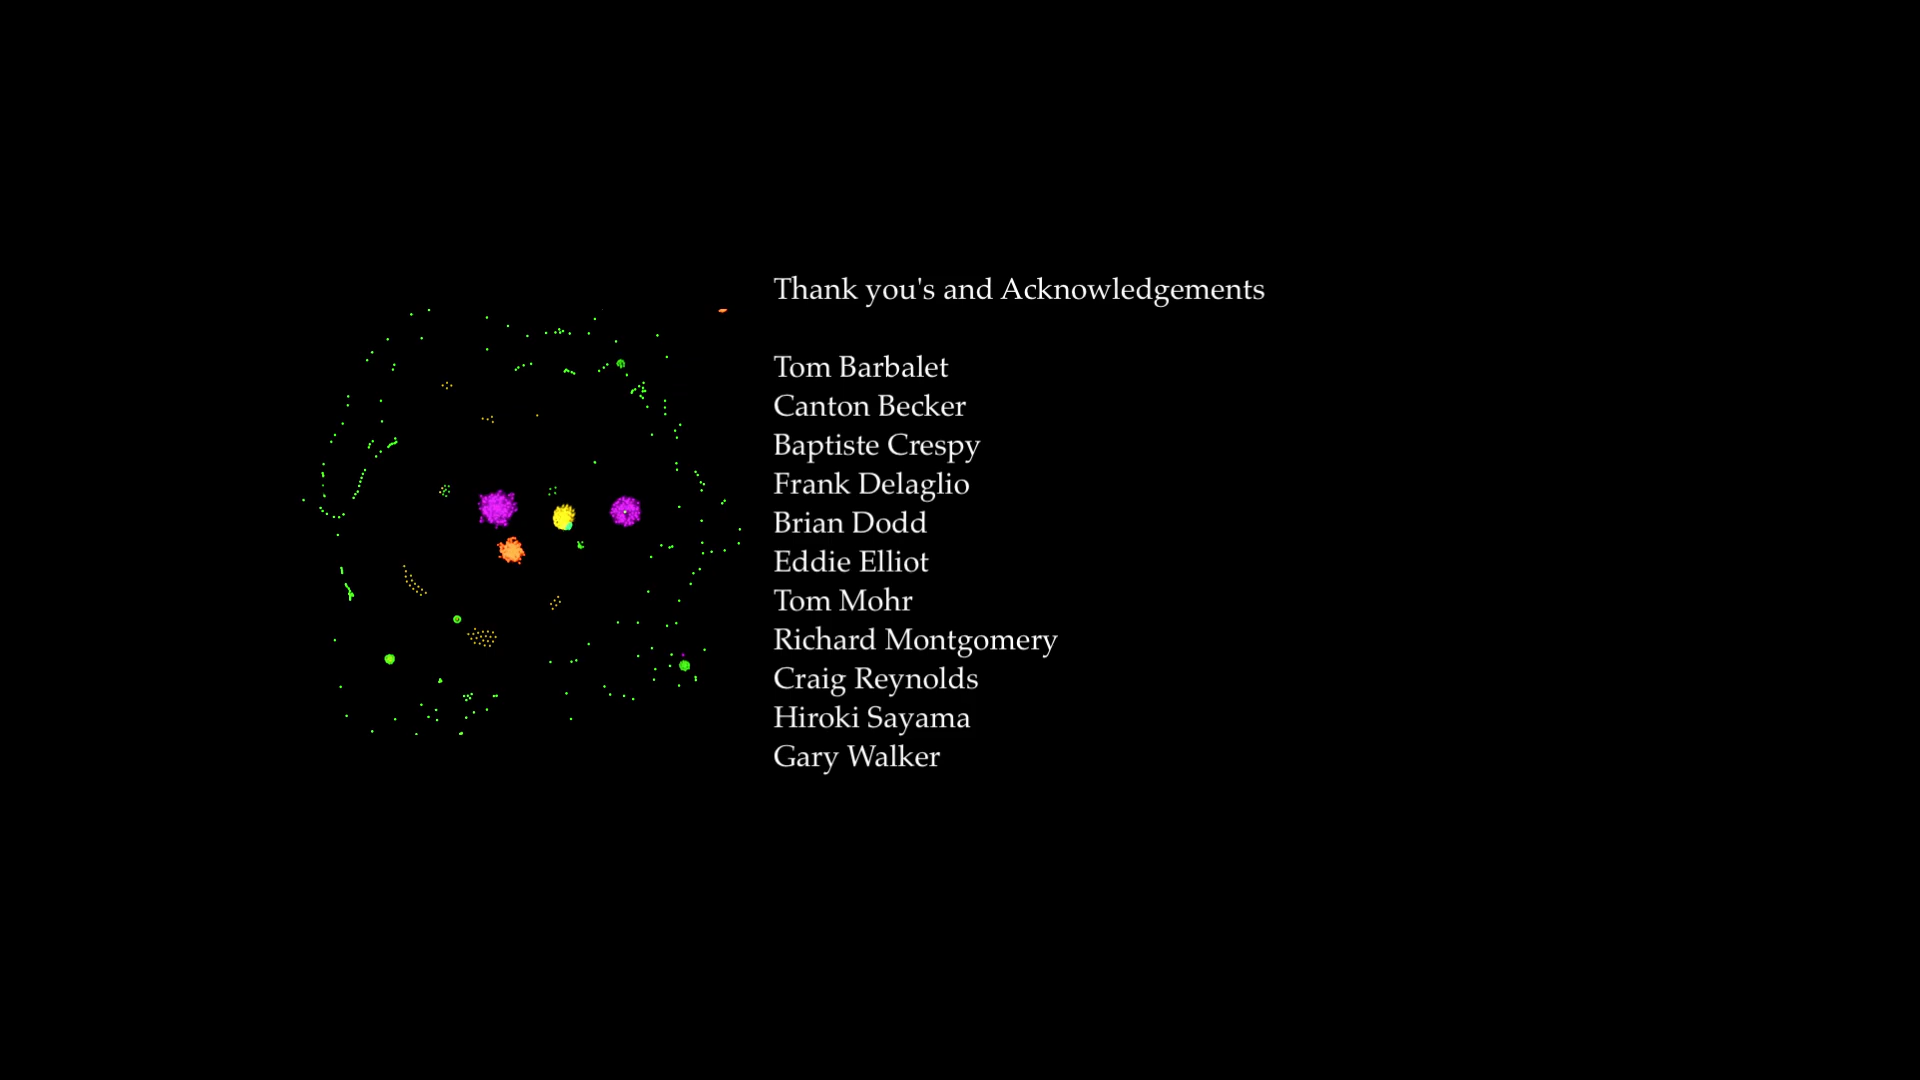 Thank you's and Acknowledgements
Tom Barbalet
Canton Becker
Baptiste Crespy
Frank Delaglio
Brian Dodd
Eddie Elliot
Tom Mohr
Richard Montgomery
Craig Reynolds
Hiroki Sayama
Gary Walker